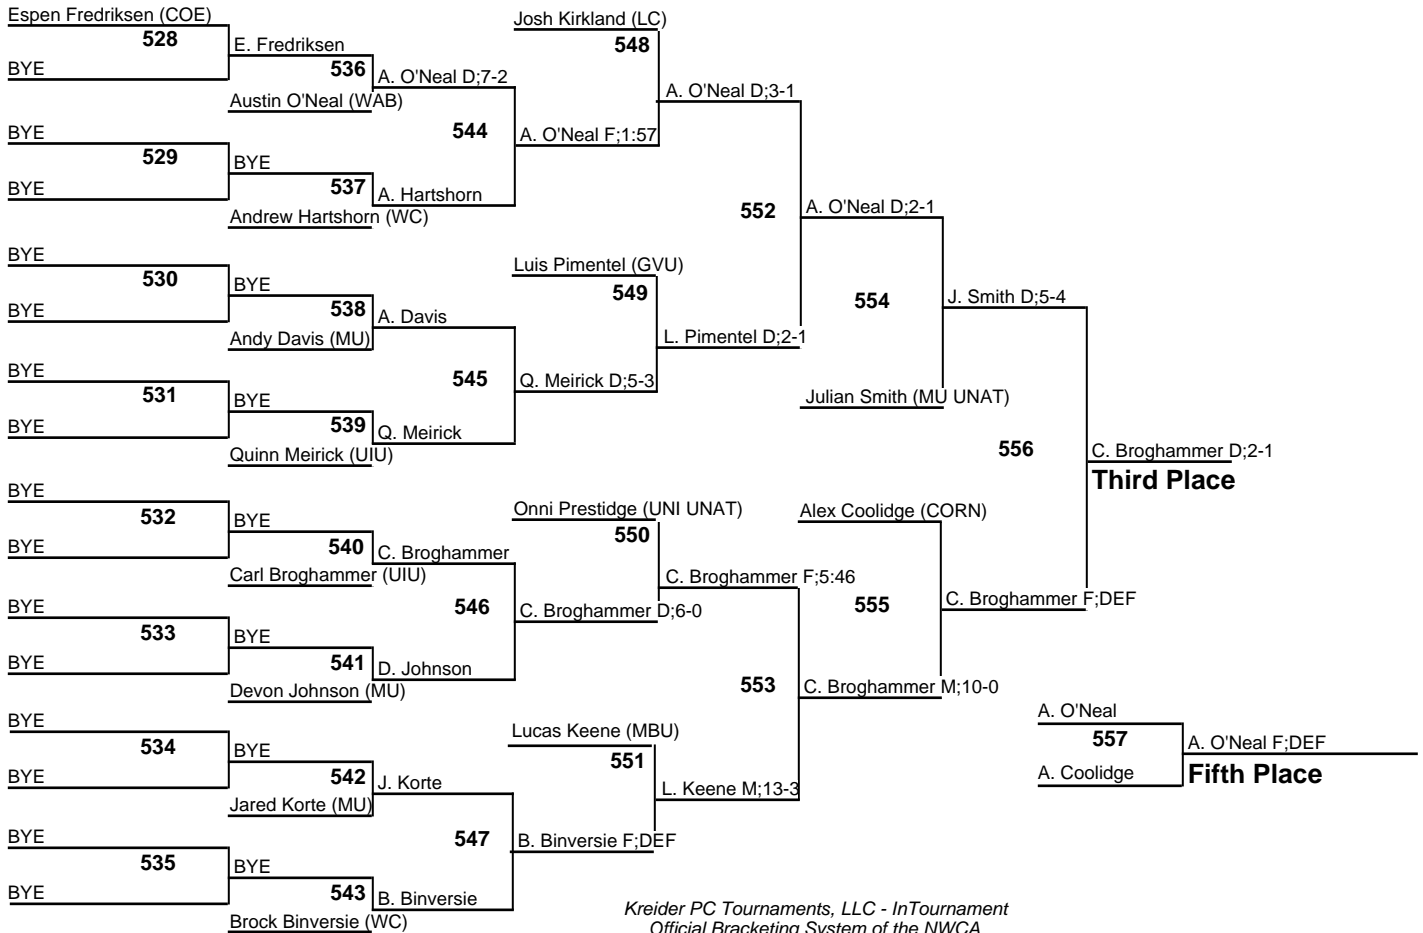 Espen Fredriksen (COE)
528
BYE
E. Fredriksen
536
Austin O'Neal (WAB)
A. O'Neal D;7-2
BYE
529
BYE
BYE
537
Andrew Hartshorn (WC)
A. Hartshorn
544
A. O'Neal F;1:57
Josh Kirkland (LC)
548
A. O'Neal D;3-1
BYE
530
BYE
BYE
538
Andy Davis (MU)
A. Davis
BYE
531
BYE
BYE
539
Quinn Meirick (UIU)
Q. Meirick
545
Q. Meirick D;5-3
Luis Pimentel (GVU)
549
L. Pimentel D;2-1
552
A. O'Neal D;2-1
554
Julian Smith (MU UNAT)
J. Smith D;5-4
BYE
532
BYE
BYE
540
Carl Broghammer (UIU)
C. Broghammer
BYE
533
BYE
BYE
541
Devon Johnson (MU)
D. Johnson
546
C. Broghammer D;6-0
Onni Prestidge (UNI UNAT)
550
C. Broghammer F;5:46
BYE
534
BYE
BYE
542
Jared Korte (MU)
J. Korte
BYE
535
BYE
BYE
543
Brock Binversie (WC)
B. Binversie
547
B. Binversie F;DEF
Lucas Keene (MBU)
551
L. Keene M;13-3
553
C. Broghammer M;10-0
Alex Coolidge (CORN)
555
C. Broghammer F;DEF
556
C. Broghammer D;2-1
Third Place
A. O'Neal
557
A. Coolidge
A. O'Neal F;DEF
Fifth Place
Kreider PC Tournaments, LLC - InTournament
Official Bracketing System of the NWCA